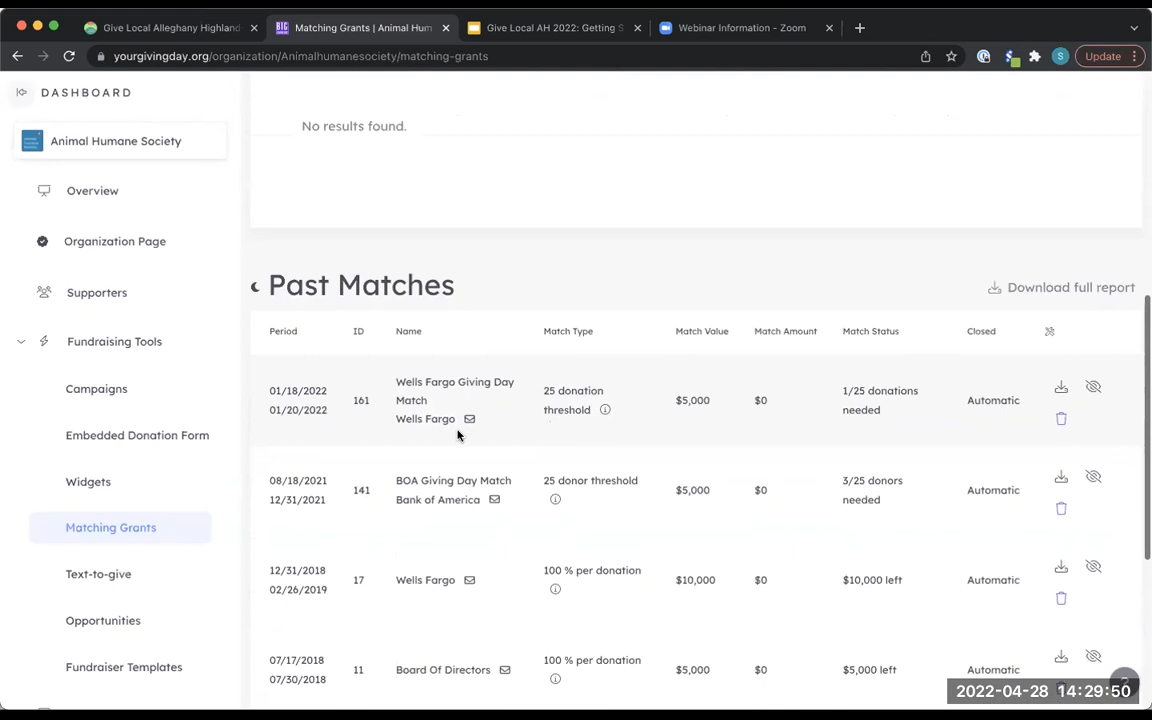 Give Local Alleghany Highland
Matching Grants | Animal Hum
Give Local AH 2022: Getting S
Webinar Information - Zoom
yourgivingday.org/organization/Animalhumanesociety/matching-grants
S
Update
DASHBOARD
Animal Humane Society
Overview
Organization Page
Supporters
Fundraising Tools
Campaigns
Embedded Donation Form
Widgets
Matching Grants
Text-to-give
Opportunities
Fundraiser Templates
No results found.
Past Matches
Download full report
Period ID Name Match Type Match Value Match Amount Match Status Closed
01/18/2022
01/20/2022
161
Wells Fargo Giving Day
Match
Wells Fargo
25 donation
threshold
$5,000
$0
1/25 donations
needed
Automatic
08/18/2021
12/31/2021
141
BOA Giving Day Match
Bank of America
25 donor threshold
$5,000
$0
3/25 donors
needed
Automatic
12/31/2018
02/26/2019
17
Wells Fargo
100 % per donation
$10,000
$0
$10,000 left
Automatic
07/17/2018
07/30/2018
11
Board Of Directors
100 % per donation
$5,000
$0
$5,000 left
Automatic
?
2022-04-28 14:29:50